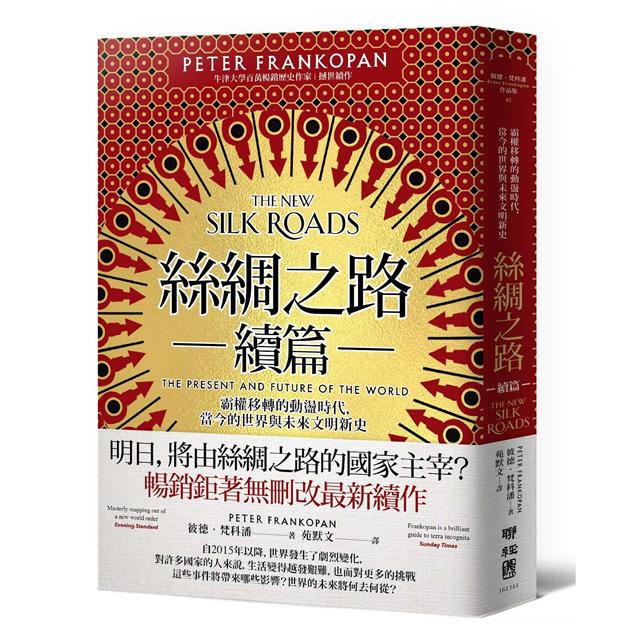 PETER FRANKOPAN
牛津大學百萬暢銷歷史作家│撼世續作
THE NEW
SILK ROADS
絲綢之路
—續篇—
THE PRESENT AND FUTURE OF THE WORLD
霸權移轉的動盪時代,
當今的世界與未來文明新史
明日,將由絲綢之路的國家主宰?
暢銷鉅著無刪改最新續作
Masterly mapping out of
a new world order
Evening Standard
PETER FRANKOPAN
彼德・梵科潘——著 苑默文——譯
Frankopan is a brilliant
guide to terra incognita
Sunday Times
自2015年以降,世界發生了劇烈變化,
對許多國家的人來說,生活變得越發艱難,也面對更多的挑戰
這些事件將帶來哪些影響?世界的未來將何去何從?
彼德・梵科潘
Peter Frankopan
作品集
02
霸權移轉的動盪時代,
當今的世界與未來文明新史
絲綢之路
—續篇—
THE NEW
SILK ROADS
PETER FRANKOPAN
彼德・梵科潘—著
苑默文—譯
聯經
184344